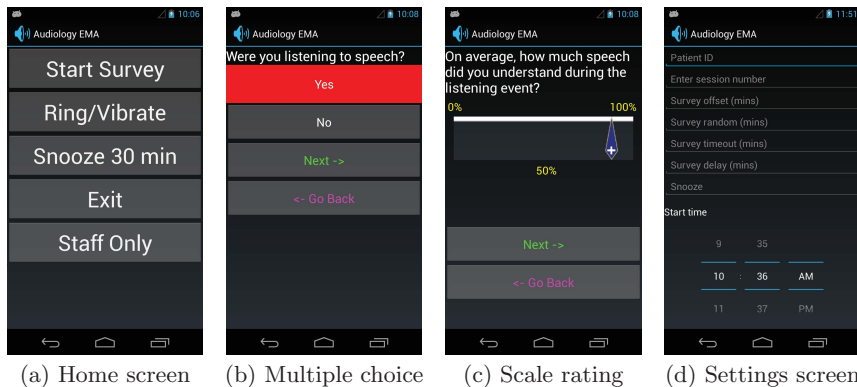 10:06
Audiology EMA
Start Survey
Ring/Vibrate
Snooze 30 min
Exit
Staff Only
(a) Home screen
10:08
Audiology EMA
Were you listening to speech?
Yes
No
Next ->
<- Go Back
(b) Multiple choice
10:08
Audiology EMA
On average, how much speech
did you understand during the
listening event?
0% 100%
50%
Next ->
<- Go Back
(c) Scale rating
11:51
Audiology EMA
Patient ID
Enter session number
Survey offset (mins)
Survey random (mins)
Survey timeout (mins)
Survey delay (mins)
Snooze
Start time
9 35
10 : 36 AM
11 37 PM
(d) Settings screen